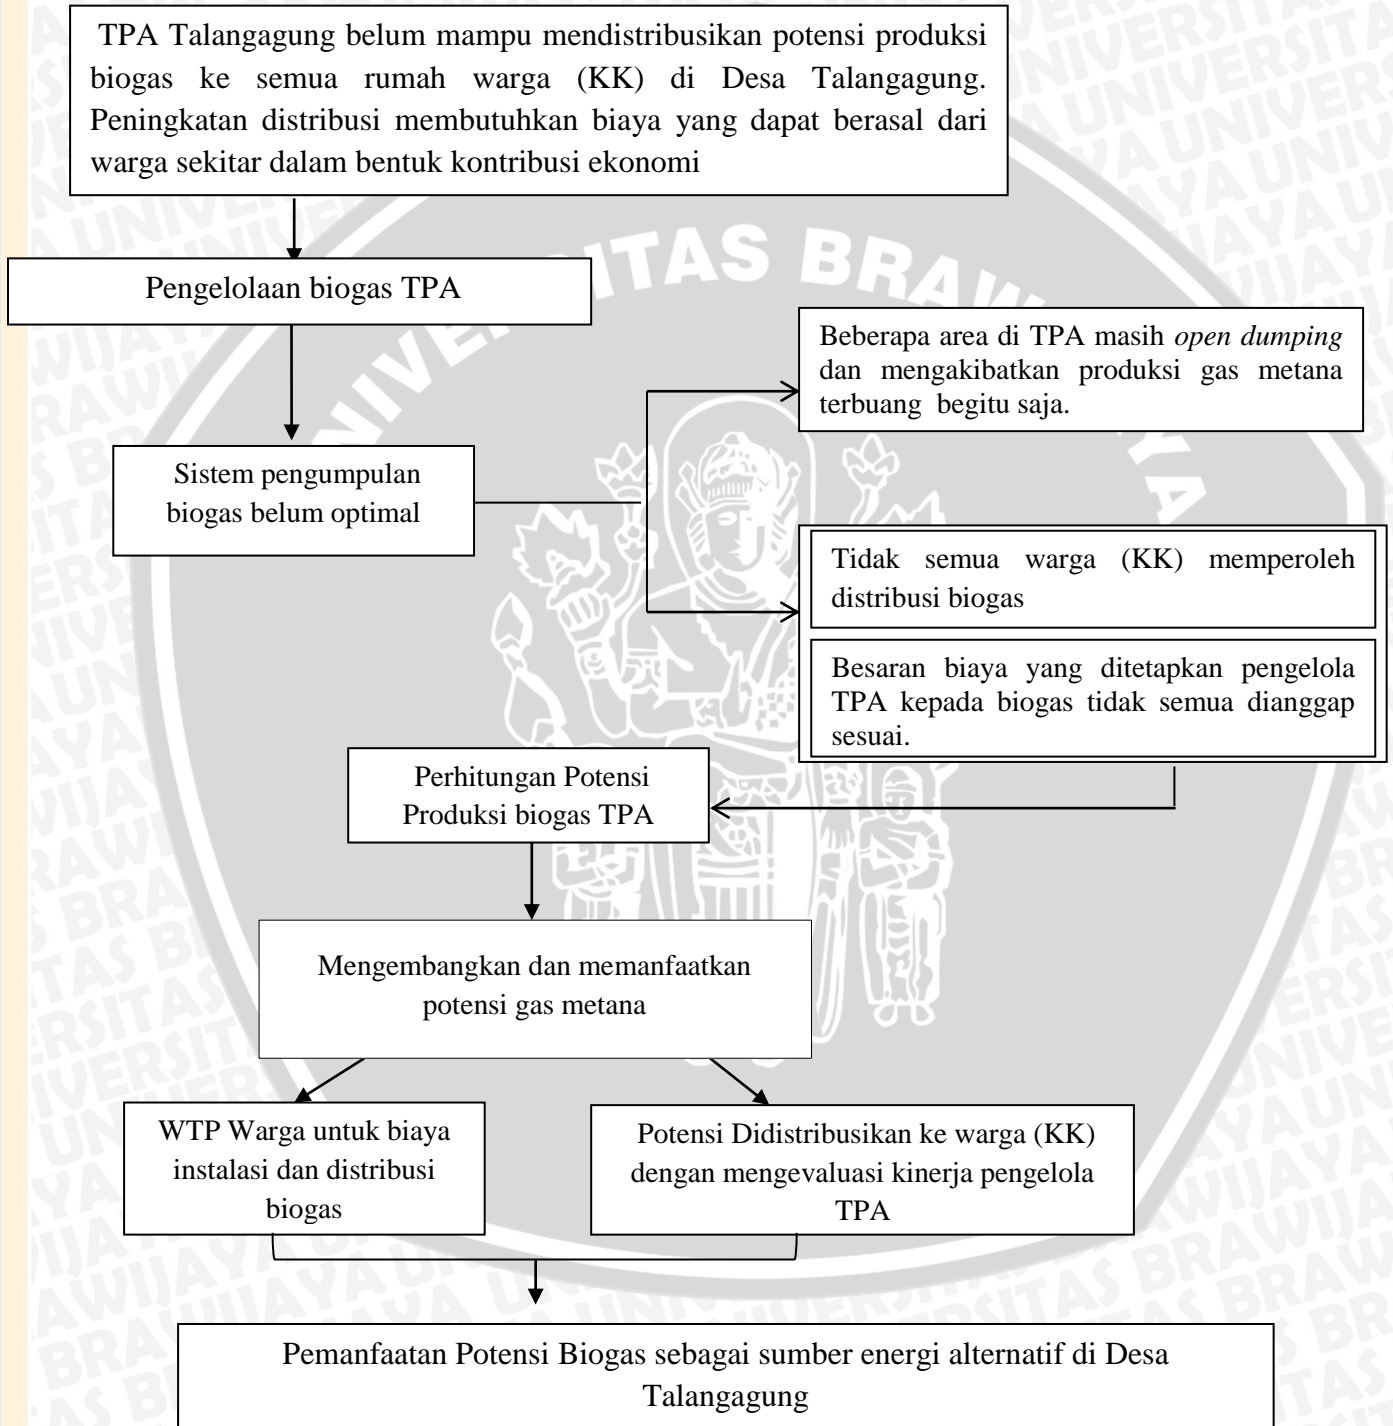 TPA Talangagung belum mampu mendistribusikan potensi produksi
biogas ke semua rumah warga (KK) di Desa Talangagung.
Peningkatan distribusi membutuhkan biaya yang dapat berasal dari
warga sekitar dalam bentuk kontribusi ekonomi
Pengelolaan biogas TPA
Beberapa area di TPA masih open dumping
dan mengakibatkan produksi gas metana
terbuang begitu saja.
Sistem pengumpulan
biogas belum optimal
Tidak semua warga (KK) memperoleh
distribusi biogas
Besaran biaya yang ditetapkan pengelola
TPA kepada biogas tidak semua dianggap
sesuai.
Perhitungan Potensi
Produksi biogas TPA
Mengembangkan dan memanfaatkan
potensi gas metana
WTP Warga untuk biaya
instalasi dan distribusi
biogas
Potensi Didistribusikan ke warga (KK)
dengan mengevaluasi kinerja pengelola
TPA
Pemanfaatan Potensi Biogas sebagai sumber energi alternatif di Desa
Talangagung